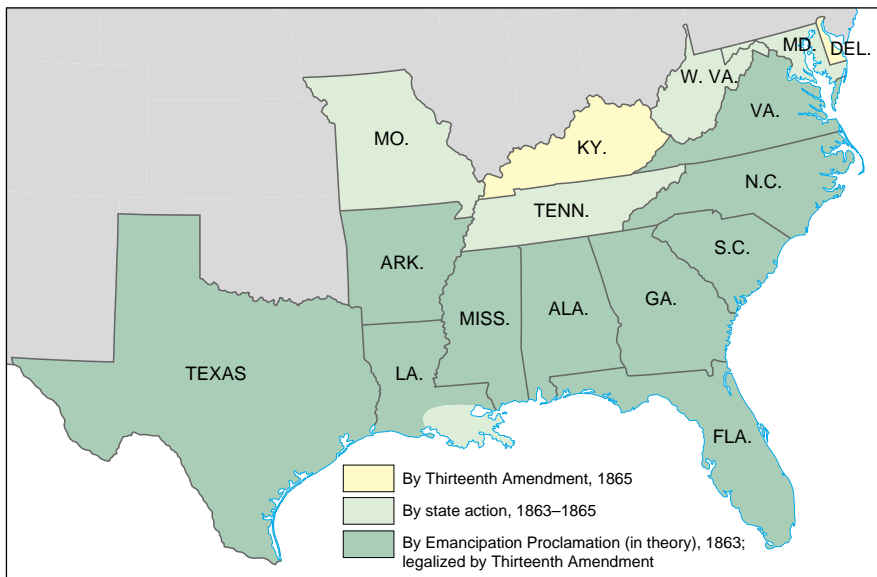 MD.
DEL.
W. VA.
VA.
MO.
KY.
N.C.
TENN.
S.C.
ARK.
MISS.
ALA.
GA.
TEXAS
LA.
FLA.
By Thirteenth Amendment, 1865
By state action, 1863–1865
By Emancipation Proclamation (in theory), 1863;
legalized by Thirteenth Amendment